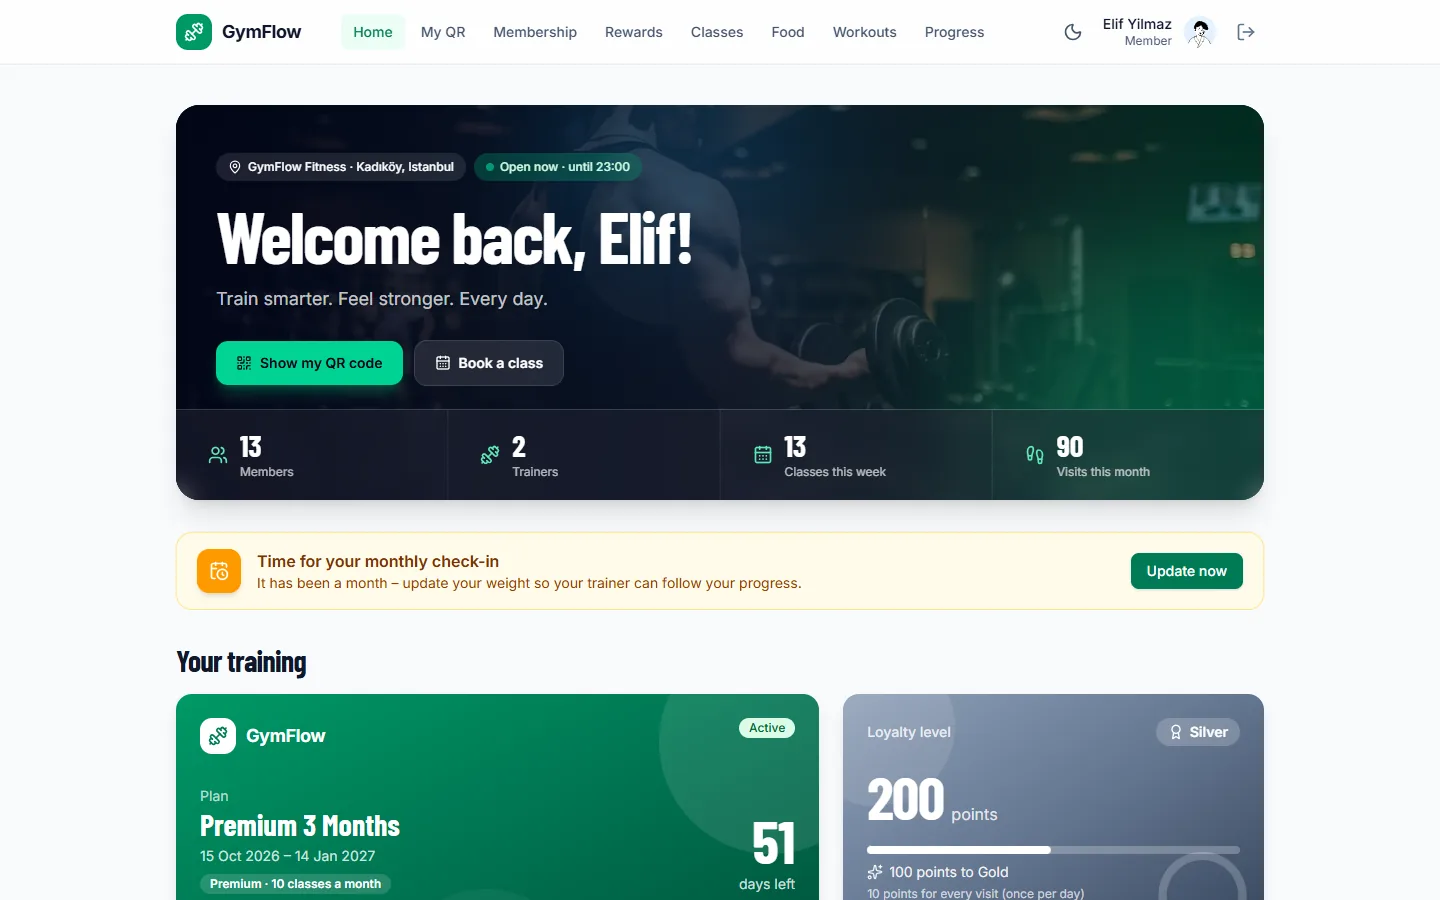 GymFlow
Home
My QR
Membership
Rewards
Classes
Food
Workouts
Progress
Elif Yilmaz
Member
GymFlow Fitness · Kadıköy, Istanbul
Open now · until 23:00
Welcome back, Elif!
Train smarter. Feel stronger. Every day.
Show my QR code
Book a class
13
Members
2
Trainers
13
Classes this week
90
Visits this month
Time for your monthly check-in
It has been a month – update your weight so your trainer can follow your progress.
Update now
Your training
GymFlow
Active
Plan
Premium 3 Months
15 Oct 2026 – 14 Jan 2027
Premium · 10 classes a month
51
days left
Loyalty level
Silver
200 points
100 points to Gold
10 points for every visit (once per day)